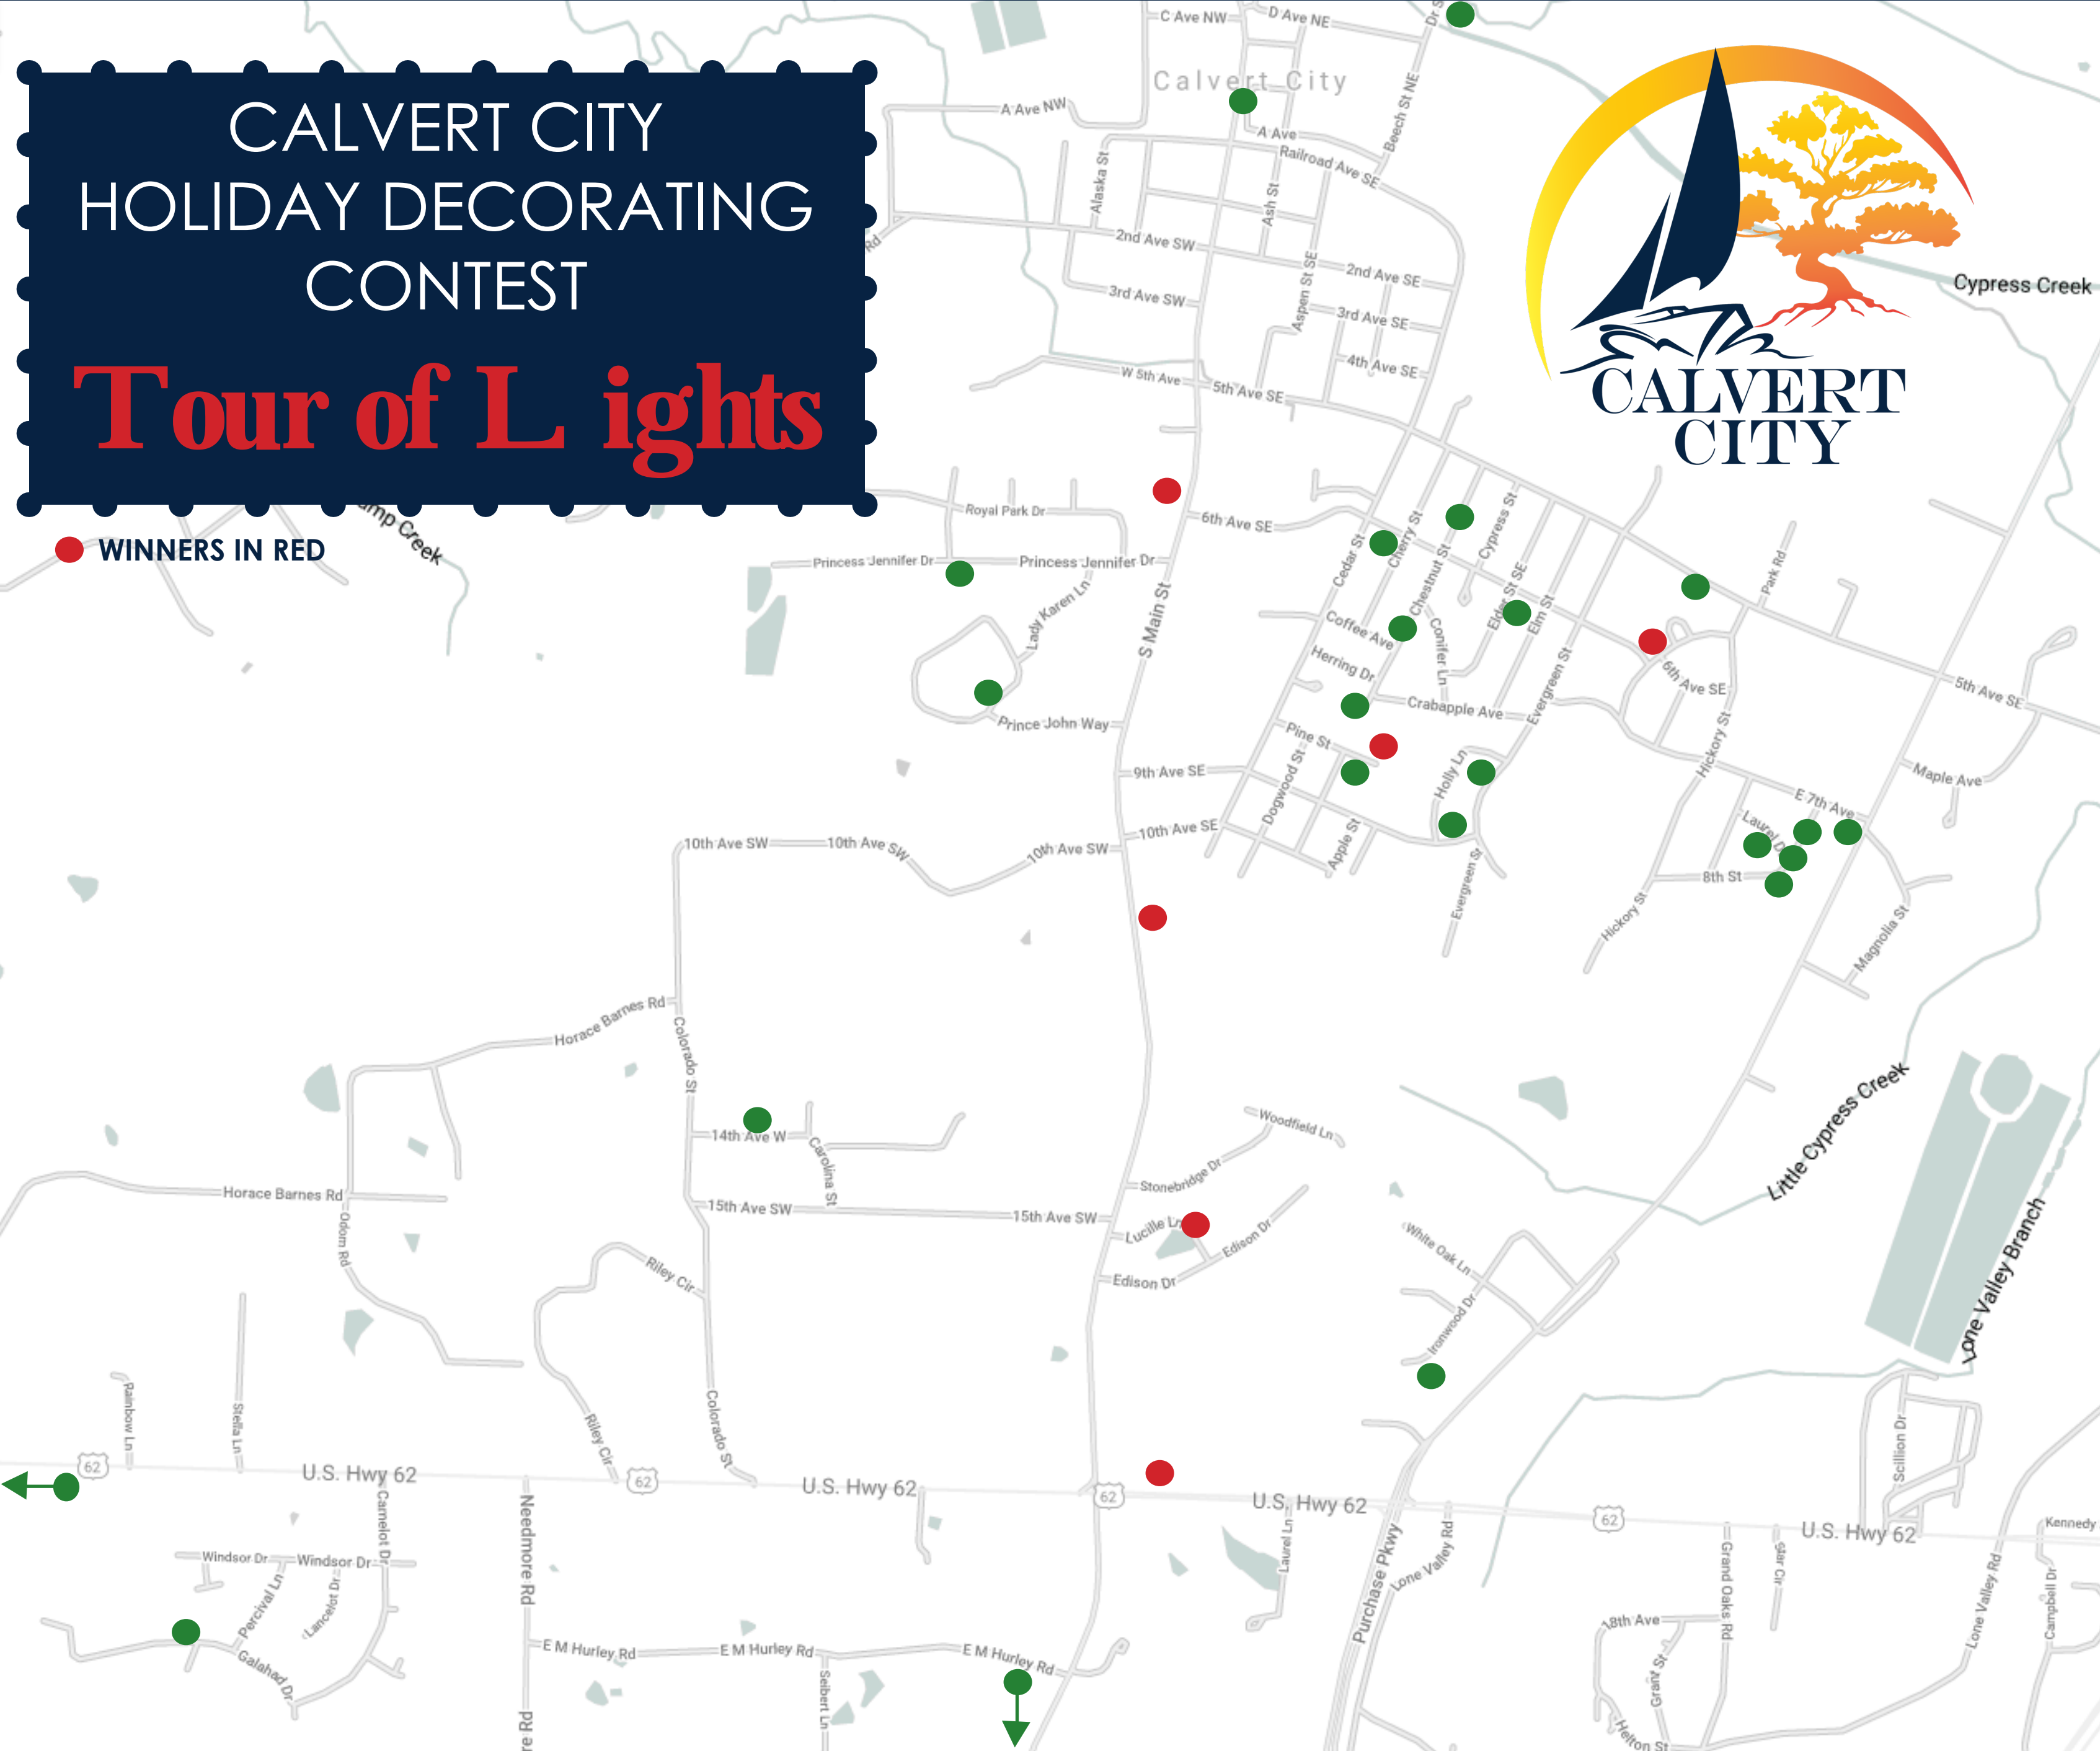 CALVERT CITY
HOLIDAY DECORATING
CONTEST
Tour of Lights
WINNERS IN RED
CALVERT
CITY
C Ave NW
D Ave NE
Calvert City
A Ave NW
A Ave
Beech St NE
Railroad Ave SE
Alaska St
Ash St
Rd
2nd Ave SW
2nd Ave SE
Aspen St SE
3rd Ave SW
3rd Ave SE
4th Ave SE
W 5th Ave
5th Ave SE
Cypress Creek
Royal Park Dr
6th Ave SE
Princess Jennifer Dr
Princess Jennifer Dr
Lady Karen Ln
S Main St
Prince John Way
Cedar St
Cherry St
Chestnut St
Cypress St
Elder St SE
Elm St
Conifer Ln
Coffee Ave
Herring Dr
Crabapple Ave
Evergreen St
Park Rd
6th Ave SE
5th Ave SE
Hickory St
Maple Ave
Pine St
Dogwood St
Holly Ln
9th Ave SE
10th Ave SE
Apple St
Evergreen St
E 7th Ave
Laurel D
8th St
Hickory St
Magnolia St
10th Ave SW
10th Ave SW
10th Ave SW
Horace Barnes Rd
Colorado St
14th Ave W
Carolina St
15th Ave SW
15th Ave SW
Horace Barnes Rd
Odom Rd
Woodfield Ln
Stonebridge Dr
Lucille Ln
Edison Dr
Edison Dr
White Oak Ln
Ironwood Dr
Little Cypress Creek
Lone Valley Branch
Riley Cir
Riley Cir
Colorado St
Rainbow Ln
Stella Ln
62
U.S. Hwy 62
62
U.S. Hwy 62
62
U.S. Hwy 62
62
U.S. Hwy 62
Scillion Dr
Kennedy
Camelot Dr
Needmore Rd
Windsor Dr
Windsor Dr
Percival Ln
Lancelot Dr
Galahad Dr
E M Hurley Rd
E M Hurley Rd
E M Hurley Rd
Seibert Ln
re Rd
Laurel Ln
Purchase Pkwy
Lone Valley Rd
Grand Oaks Rd
Star Cir
18th Ave
Grant St
Helton St
Lone Valley Rd
Campbell Dr